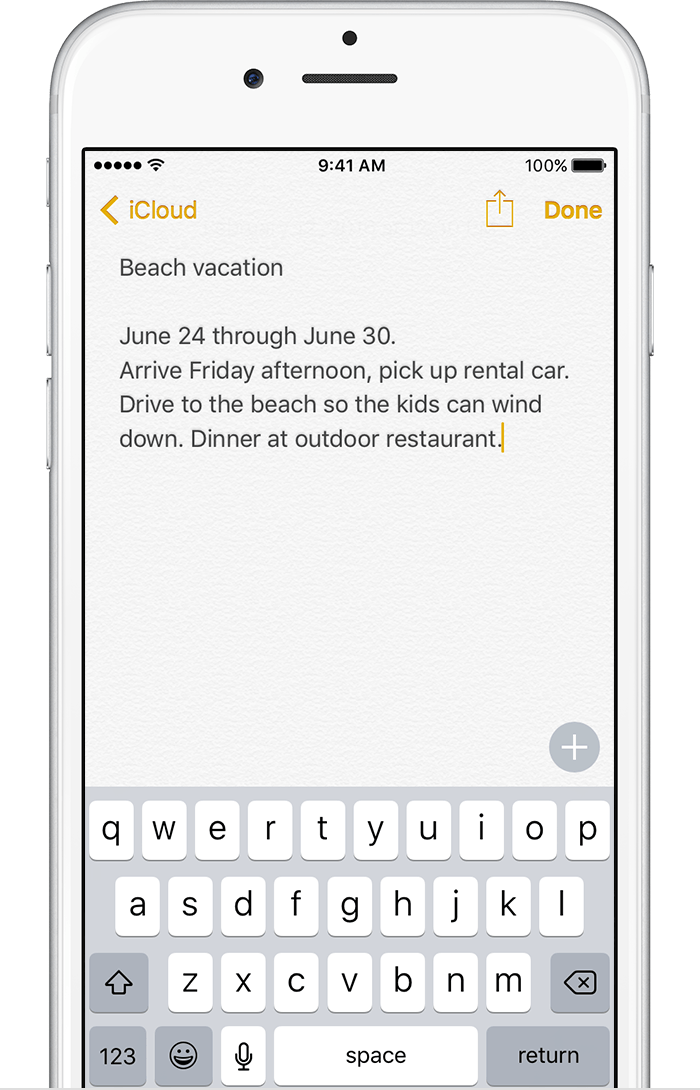 9:41 AM 100%
iCloud Done
Beach vacation
June 24 through June 30.
Arrive Friday afternoon, pick up rental car.
Drive to the beach so the kids can wind
down. Dinner at outdoor restaurant.
q w e r t y u i o p
a s d f g h j k l
z x c v b n m
123 space return